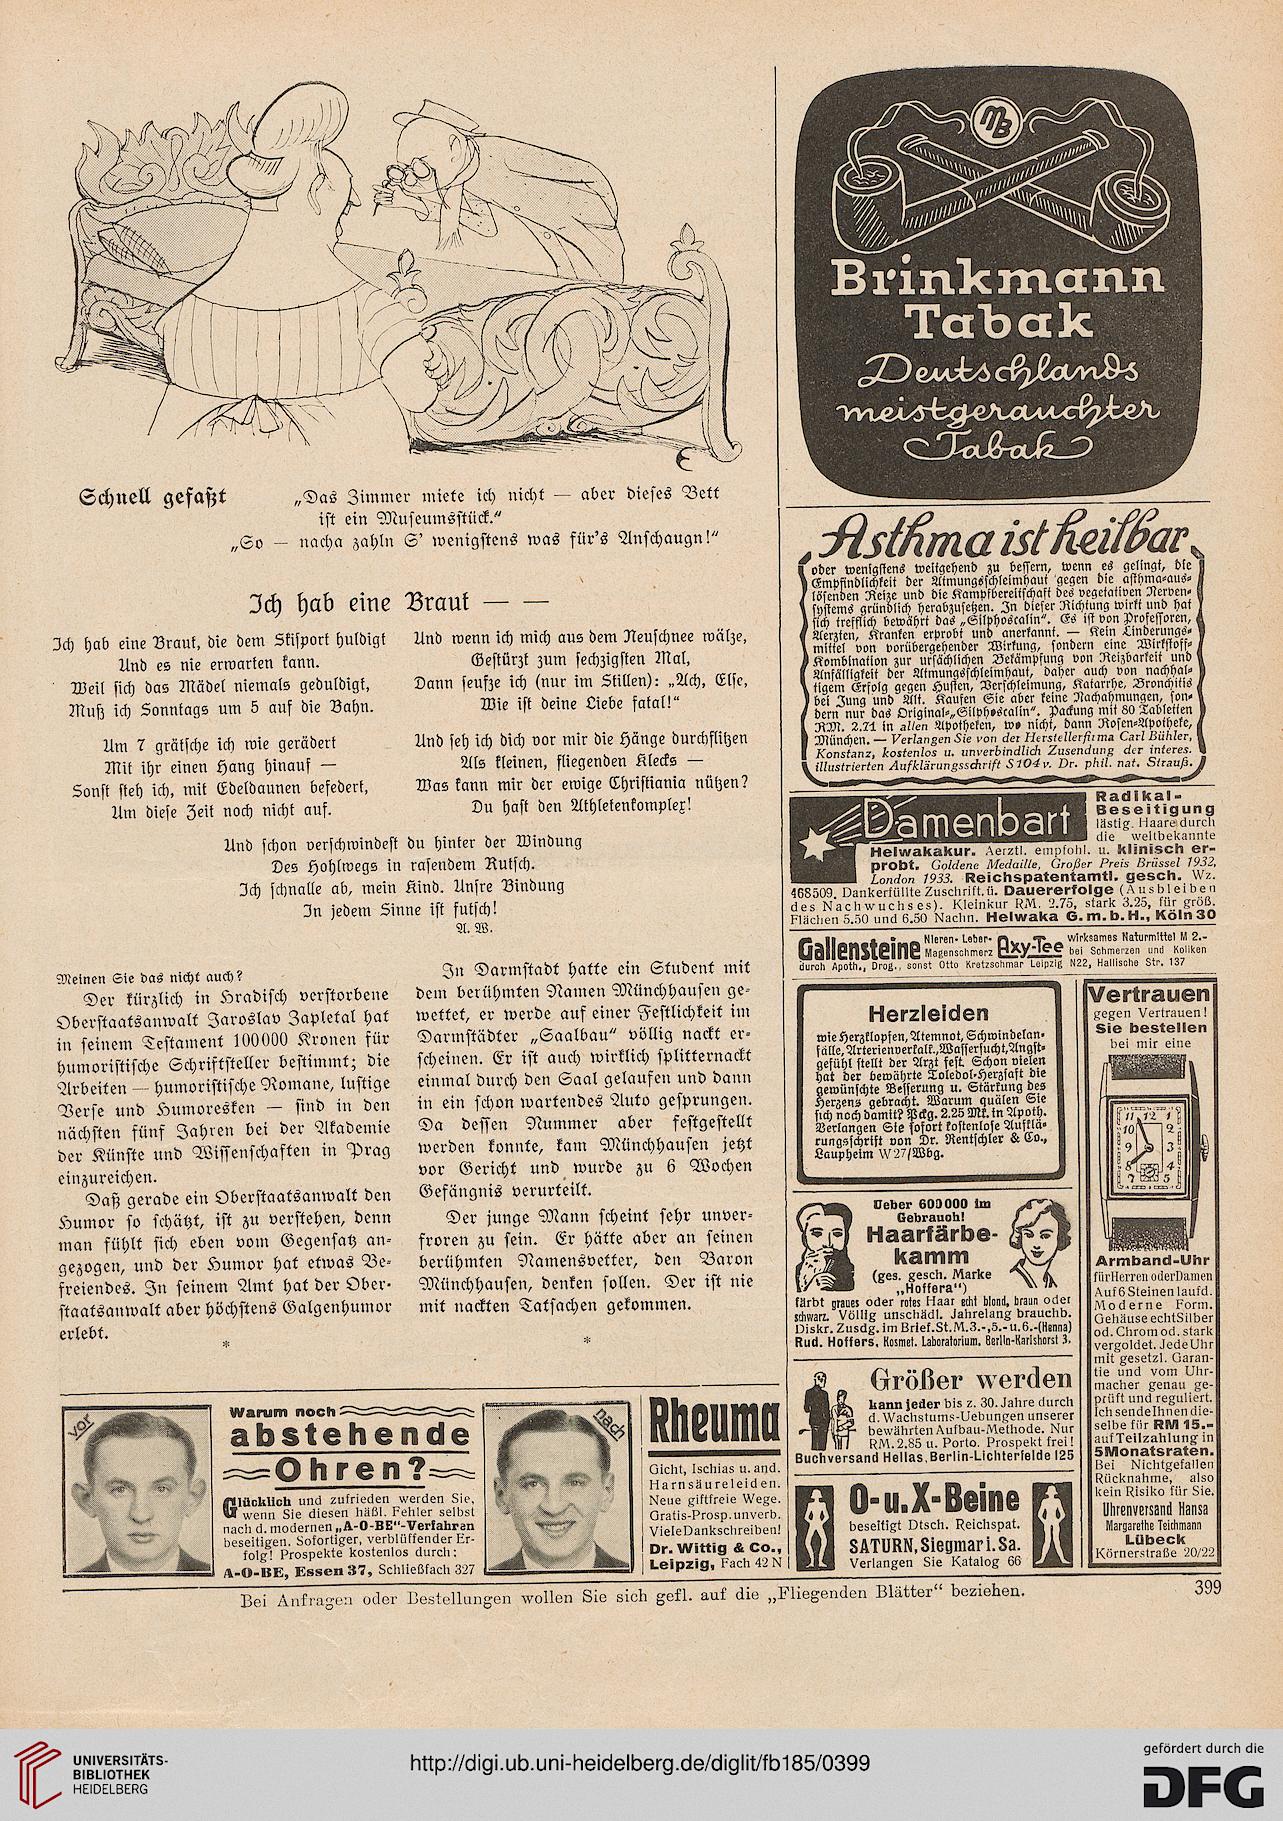 Schnell gefaßt
„Das Zimmer miete ich nicht — aber dieses Bett
ist ein Museumsstück.“
„So — nacha zahln S' wenigstens was für's Anschaugn!“
Ich hab eine Braut — —
Ich hab eine Braut, die dem Skisport huldigt
Und es nie erwarten kann.
Weil sich das Mädel niemals geduldigt,
Muß ich Sonntags um 5 auf die Bahn.
Um 7 grätsche ich wie gerädert
Mit ihr einen Hang hinauf —
Sonst steh ich, mit Edeldaunen befedert,
Um diese Zeit noch nicht auf.
Und wenn ich mich aus dem Neuschnee wälze,
Gestürzt zum sechzigsten Mal,
Dann seufze ich (nur im Stillen): „Ach, Else,
Wie ist deine Liebe fatal!“
Und seh ich dich vor mir die Hänge durchflitzen
Als kleinen, fliegenden Klecks —
Was kann mir der ewige Christiania nützen?
Du hast den Athletenkomplex!
Und schon verschwindest du hinter der Windung
Des Hohlwegs in rasendem Rutsch.
Ich schnalle ab, mein Kind. Unsre Bindung
In jedem Sinne ist futsch!
A. W.
Meinen Sie das nicht auch?
Der kürzlich in Hradisch verstorbene
Oberstaatsanwalt Jaroslav Zapletal hat
in seinem Testament 100000 Kronen für
humoristische Schriftsteller bestimmt; die
Arbeiten — humoristische Romane, lustige
Verse und Humoresken — sind in den
nächsten fünf Jahren bei der Akademie
der Künste und Wissenschaften in Prag
einzureichen.
Daß gerade ein Oberstaatsanwalt den
Humor so schätzt, ist zu verstehen, denn
man fühlt sich eben vom Gegensatz an-
gezogen, und der Humor hat etwas Be-
freiendes. In seinem Amt hat der Ober-
staatsanwalt aber höchstens Galgenhumor
erlebt.
*
In Darmstadt hatte ein Student mit
dem berühmten Namen Münchhausen ge-
wettet, er werde auf einer Festlichkeit im
Darmstädter „Saalbau“ völlig nackt er-
scheinen. Er ist auch wirklich splitternackt
einmal durch den Saal gelaufen und dann
in ein schon wartendes Auto gesprungen.
Da dessen Nummer aber festgestellt
werden konnte, kam Münchhausen jetzt
vor Gericht und wurde zu 6 Wochen
Gefängnis verurteilt.
Der junge Mann scheint sehr unver-
froren zu sein. Er hätte aber an seinen
berühmten Namensvetter, den Baron
Münchhausen, denken sollen. Der ist nie
mit nackten Tatsachen gekommen.
*
vor
Warum noch
abstehende
Ohren?
Glücklich und zufrieden werden Sie,
wenn Sie diesen häßl. Fehler selbst
nach d. modernen „A-O-BE“-Verfahren
beseitigen. Sofortiger, verblüffender Er-
folg! Prospekte kostenlos durch:
A-O-BE, Essen 37, Schließfach 327
nach
Rheuma
Gicht, Ischias u. and.
Harnsäureleiden.
Neue giftfreie Wege.
Gratis-Prosp. unverb.
Viele Dankschreiben!
Dr. Wittig & Co.,
Leipzig, Fach 42 N
MB
Brinkmann
Tabak
Deutschlands
meistgerauchter
Tabak
Asthma ist heilbar,
oder wenigstens weitgehend zu bessern, wenn es gelingt, die
Empfindlichkeit der Atmungsschleimhaut gegen die asthma-aus-
lösenden Reize und die Kampfbereitschaft des vegetativen Nerven-
systems gründlich herabzusetzen. In dieser Richtung wirkt und hat
sich trefflich bewährt das „Silphoscalin“. Es ist von Professoren,
Aerzten, Kranken erprobt und anerkannt. — Kein Linderungs-
mittel von vorübergehender Wirkung, sondern eine Wirkstoff-
Kombination zur ursächlichen Bekämpfung von Reizbarkeit und
Anfälligkeit der Atmungsschleimhaut, daher auch von nachhal-
tigem Erfolg gegen Husten, Verschleimung, Katarrhe, Bronchitis
bei Jung und Alt. Kaufen Sie aber keine Nachahmungen, son-
dern nur das Original-„Silphoscalin“. Packung mit 80 Tabletten
RM. 2.71 in allen Apotheken, wo nicht, dann Rosen-Apotheke,
München. — Verlangen Sie von der Herstellerfirma Carl Bühler,
Konstanz, kostenlos u. unverbindlich Zusendung der interes.
illustrierten Aufklärungsschrift S104v. Dr. phil. nat. Strauß.
Damenbart
Radikal-
Beseitigung
lästig. Haare durch
die weltbekannte
Helwakakur. Aerztl. empfohl. u. klinisch er-
probt. Goldene Medaille, Großer Preis Brüssel 1932,
London 1933. Reichspatentamtl. gesch. Wz.
468509. Dankerfüllte Zuschrift. ü. Dauererfolge (Ausbleiben
des Nachwuchses). Kleinkur RM. 2.75, stark 3.25, für größ.
Flächen 5.50 und 6.50 Nachn. Helwaka G.m.b.H., Köln 30
Gallensteine Nieren- Leber- Magenschmerz Oxy-Tee wirksames Naturmittel M 2.-
bei Schmerzen und Koliken
durch Apoth., Drog., sonst Otto Kretzschmar Leipzig N22, Hallische Str. 137
Herzleiden
wie Herzklopfen, Atemnot, Schwindelan-
fälle, Arterienverkalk., Wassersucht, Angst-
gefühl stellt der Arzt fest. Schon vielen
hat der bewährte Toledol-Herzsaft die
gewünschte Besserung u. Stärkung des
Herzens gebracht. Warum quälen Sie
sich noch damit? Pckg. 2.25 Mk. in Apoth.
Verlangen Sie sofort kostenlose Aufklä-
rungsschrift von Dr. Rentschler & Co.,
Laupheim W27/Wbg.
Ueber 600000 im
Gebrauch!
Haarfärbe-
kamm
(ges. gesch. Marke
„Hoffera“)
färbt graues oder rotes Haar echt blond, braun oder
schwarz. Völlig unschädl. Jahrelang brauchb.
Diskr. Zusdg. im Brief. St. M. 3.-, 5.- u. 6.- (Henna)
Rud. Hoffers, Kosmet. Laboratorium, Berlin-Karlshorst 3.
Größer werden
kann jeder bis z. 30. Jahre durch
d. Wachstums-Uebungen unserer
bewährten Aufbau-Methode. Nur
RM. 2.85 u. Porto. Prospekt frei!
Buchversand Hellas, Berlin-Lichterfelde 125
O- u. X-Beine
beseitigt Dtsch. Reichspat.
SATURN, Siegmar i. Sa.
Verlangen Sie Katalog 66
Vertrauen
gegen Vertrauen!
Sie bestellen
bei mir eine
Armband-Uhr
für Herren oder Damen
Auf 6 Steinen laufd.
Moderne Form.
Gehäuse echt Silber
od. Chrom od. stark
vergoldet. Jede Uhr
mit gesetzl. Garan-
tie und vom Uhr-
macher genau ge-
prüft und reguliert.
Ich sende Ihnen die-
selbe für RM 15.-
auf Teilzahlung in
5 Monatsraten.
Bei Nichtgefallen
Rücknahme, also
kein Risiko für Sie.
Uhrenversand Hansa
Margarethe Teichmann
Lübeck
Körnerstraße 20/22
Bei Anfragen oder Bestellungen wollen Sie sich gefl. auf die „Fliegenden Blätter“ beziehen.
399
UNIVERSITÄTS-
BIBLIOTHEK
HEIDELBERG
http://digi.ub.uni-heidelberg.de/diglit/fb185/0399
gefördert durch die
DFG